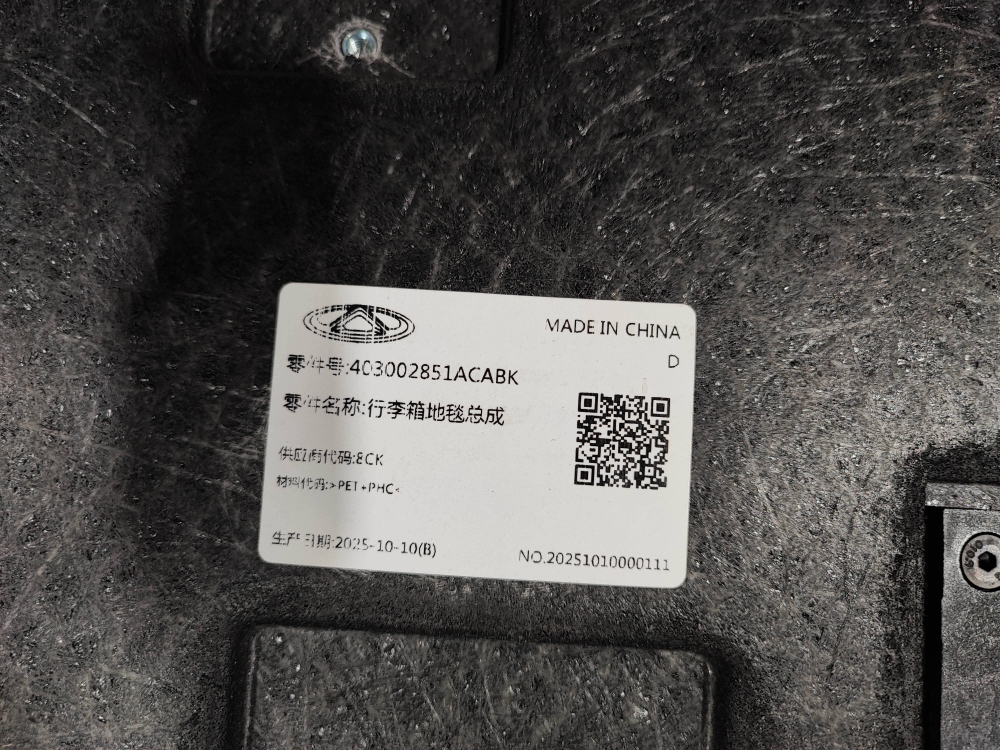 MADE IN CHINA
D
零件号:403002851ACABK
零件名称:行李箱地毯总成
供应商代码:8CK
材料代码:>PET+PHC<
生产日期:2025-10-10(B)
NO.20251010000111